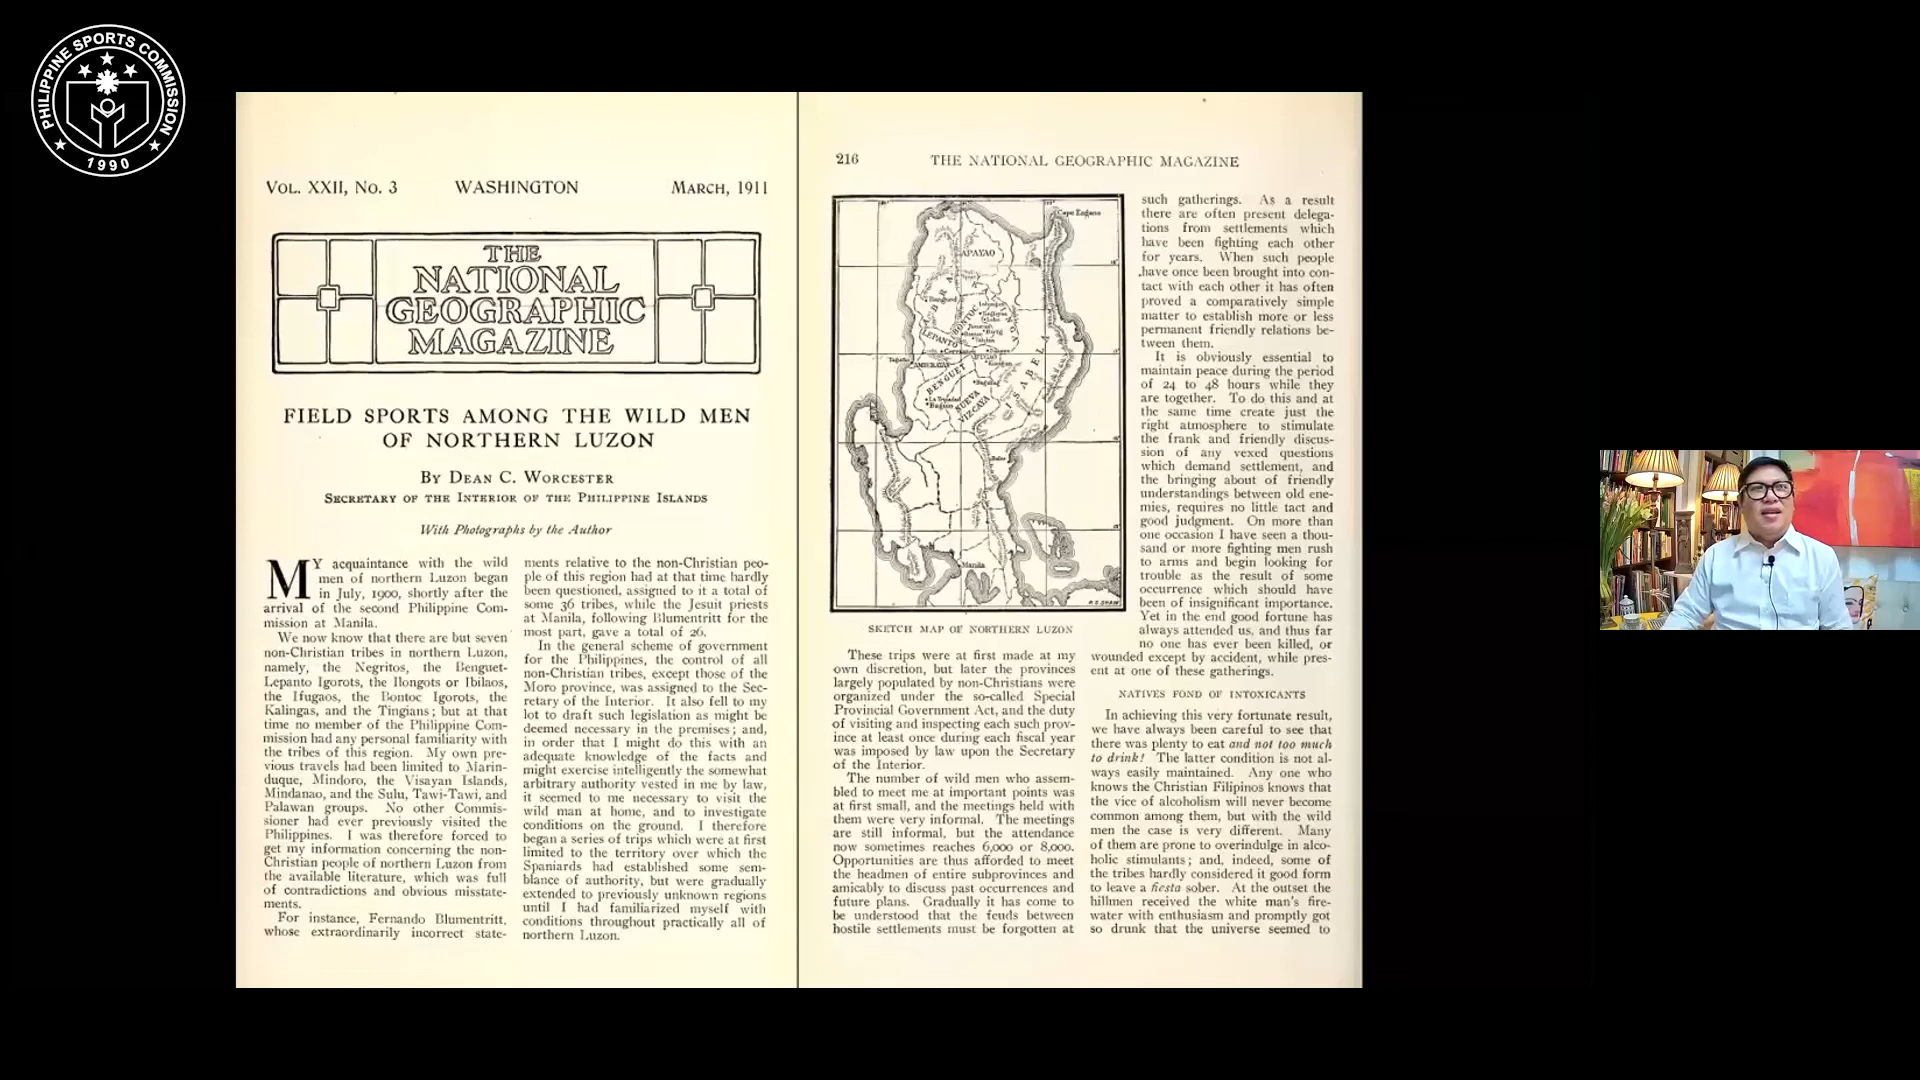 PHILIPPINE SPORTS COMMISSION
1990
VOL. XXII, No. 3 WASHINGTON MARCH, 1911
THE
NATIONAL
GEOGRAPHIC
MAGAZINE
FIELD SPORTS AMONG THE WILD MEN
OF NORTHERN LUZON
BY DEAN C. WORCESTER
SECRETARY OF THE INTERIOR OF THE PHILIPPINE ISLANDS
With Photographs by the Author
MY acquaintance with the wild
men of northern Luzon began
in July, 1900, shortly after the
arrival of the second Philippine Com-
mission at Manila.
We now know that there are but seven
non-Christian tribes in northern Luzon,
namely, the Negritos, the Benguet-
Lepanto Igorots, the Ilongots or Ibilaos,
the Ifugaos, the Bontoc Igorots, the
Kalingas, and the Tingians; but at that
time no member of the Philippine Com-
mission had any personal familiarity with
the tribes of this region. My own pre-
vious travels had been limited to Marin-
duque, Mindoro, the Visayan Islands,
Mindanao, and the Sulu, Tawi-Tawi, and
Palawan groups. No other Commis-
sioner had ever previously visited the
Philippines. I was therefore forced to
get my information concerning the non-
Christian people of northern Luzon from
the available literature, which was full
of contradictions and obvious misstate-
ments.
For instance, Fernando Blumentritt,
whose extraordinarily incorrect state-
ments relative to the non-Christian peo-
ple of this region had at that time hardly
been questioned, assigned to it a total of
some 36 tribes, while the Jesuit priests
at Manila, following Blumentritt for the
most part, gave a total of 26.
In the general scheme of government
for the Philippines, the control of all
non-Christian tribes, except those of the
Moro province, was assigned to the Sec-
retary of the Interior. It also fell to my
lot to draft such legislation as might be
deemed necessary in the premises; and,
in order that I might do this with an
adequate knowledge of the facts and
might exercise intelligently the somewhat
arbitrary authority vested in me by law,
it seemed to me necessary to visit the
wild man at home, and to investigate
conditions on the ground. I therefore
began a series of trips which were at first
limited to the territory over which the
Spaniards had established some sem-
blance of authority, but were gradually
extended to previously unknown regions
until I had familiarized myself with
conditions throughout practically all of
northern Luzon.
216 THE NATIONAL GEOGRAPHIC MAGAZINE
Cape Engano
APAYAO
ABRA
Bangued
BONTOC
LEPANTO
AMBURAYAN
BENGUET
La Trinidad
Baguio
NUEVA
VIZCAYA
ISABELA
Baler
Manila
SKETCH MAP OF NORTHERN LUZON
These trips were at first made at my
own discretion, but later the provinces
largely populated by non-Christians were
organized under the so-called Special
Provincial Government Act, and the duty
of visiting and inspecting each such prov-
ince at least once during each fiscal year
was imposed by law upon the Secretary
of the Interior.
The number of wild men who assem-
bled to meet me at important points was
at first small, and the meetings held with
them were very informal. The meetings
are still informal, but the attendance
now sometimes reaches 6,000 or 8,000.
Opportunities are thus afforded to meet
the headmen of entire subprovinces and
amicably to discuss past occurrences and
future plans. Gradually it has come to
be understood that the feuds between
hostile settlements must be forgotten at
such gatherings. As a result
there are often present delega-
tions from settlements which
have been fighting each other
for years. When such people
have once been brought into con-
tact with each other it has often
proved a comparatively simple
matter to establish more or less
permanent friendly relations be-
tween them.
It is obviously essential to
maintain peace during the period
of 24 to 48 hours while they
are together. To do this and at
the same time create just the
right atmosphere to stimulate
the frank and friendly discus-
sion of any vexed questions
which demand settlement, and
the bringing about of friendly
understandings between old ene-
mies, requires no little tact and
good judgment. On more than
one occasion I have seen a thou-
sand or more fighting men rush
to arms and begin looking for
trouble as the result of some
occurrence which should have
been of insignificant importance.
Yet in the end good fortune has
always attended us, and thus far
no one has ever been killed, or
wounded except by accident, while pres-
ent at one of these gatherings.
NATIVES FOND OF INTOXICANTS
In achieving this very fortunate result,
we have always been careful to see that
there was plenty to eat and not too much
to drink! The latter condition is not al-
ways easily maintained. Any one who
knows the Christian Filipinos knows that
the vice of alcoholism will never become
common among them, but with the wild
men the case is very different. Many
of them are prone to overindulge in alco-
holic stimulants; and, indeed, some of
the tribes hardly considered it good form
to leave a fiesta sober. At the outset the
hillmen received the white man's fire-
water with enthusiasm and promptly got
so drunk that the universe seemed to